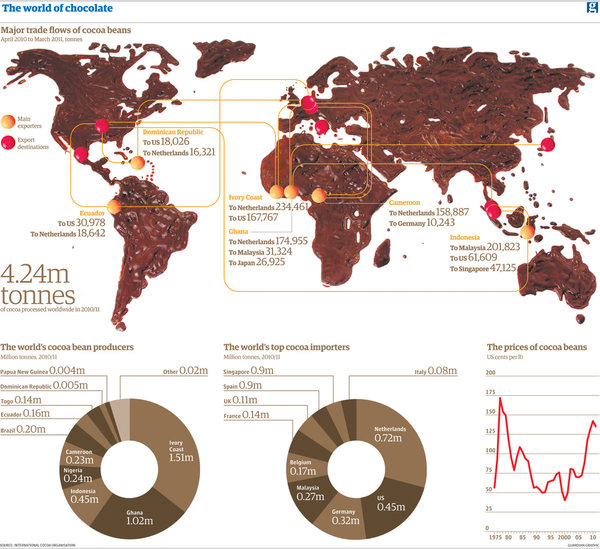 The world of chocolate
g
Major trade flows of cocoa beans
April 2010 to March 2011, tonnes
Main
exporters
Export
destinations
Dominican Republic
To US 18,026
To Netherlands 16,321
Ecuador
To US 30,978
To Netherlands 18,642
Ivory Coast
To Netherlands 234,461
To US 167,767
Ghana
To Netherlands 174,955
To Malaysia 31,324
To Japan 26,925
Cameroon
To Netherlands 158,887
To Germany 10,243
Indonesia
To Malaysia 201,823
To US 61,609
To Singapore 47,125
4.24m
tonnes
of cocoa processed worldwide in 2010/11
The world's cocoa bean producers
Million tonnes, 2010/11
Papua New Guinea 0.004m
Other 0.02m
Dominican Republic 0.005m
Togo 0.14m
Ecuador 0.16m
Brazil 0.20m
Cameroon
0.23m
Nigeria
0.24m
Indonesia
0.45m
Ghana
1.02m
Ivory
Coast
1.51m
The world's top cocoa importers
Million tonnes, 2010/11
Singapore 0.9m
Italy 0.08m
Spain 0.9m
UK 0.11m
France 0.14m
Belgium
0.17m
Malaysia
0.27m
Germany
0.32m
US
0.45m
Netherlands
0.72m
The prices of cocoa beans
US cents per lb
200
175
150
125
100
75
50
25
0
1975 80 85 90 95 2000 05 10
SOURCE: INTERNATIONAL COCOA ORGANISATION
GUARDIAN GRAPHIC